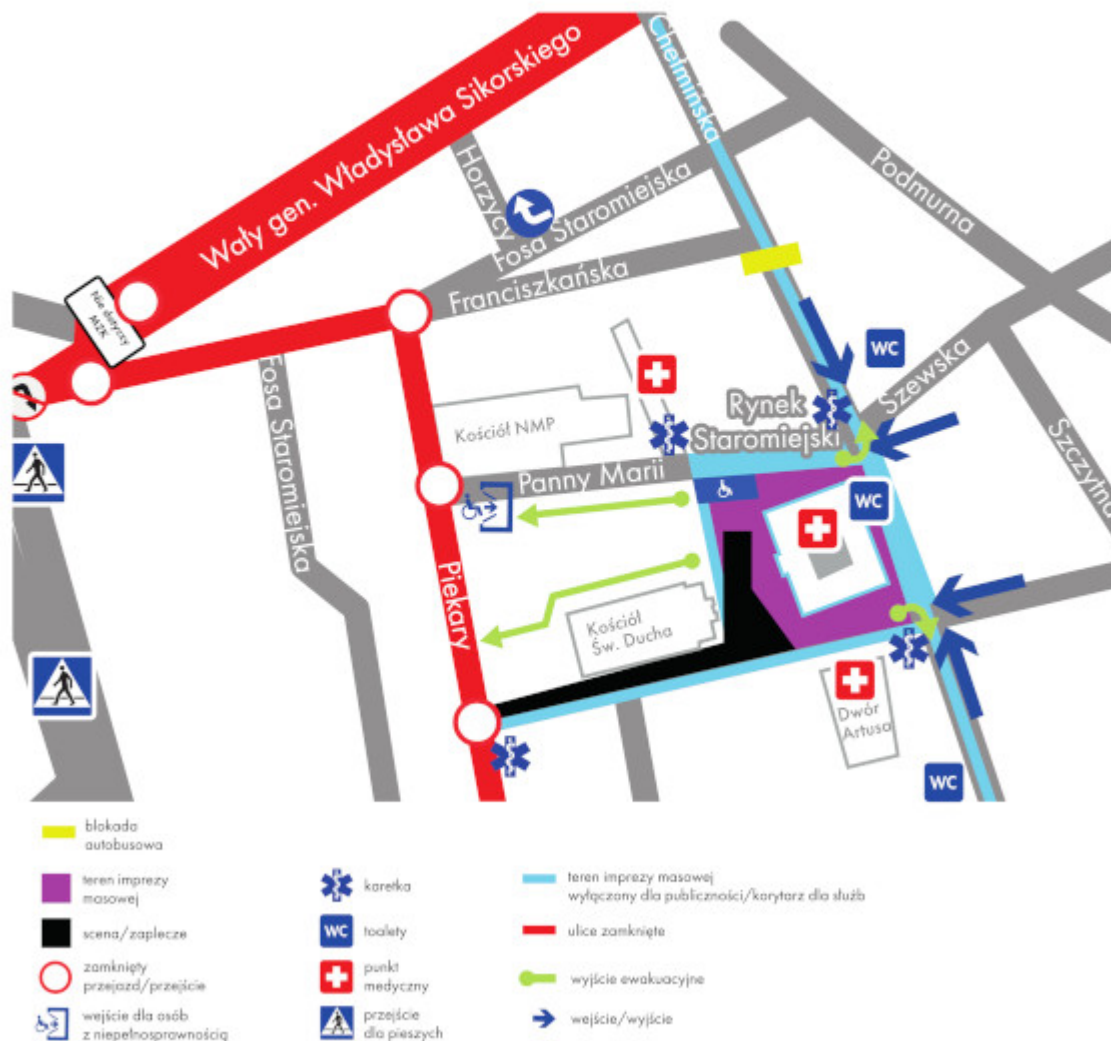 Wały gen. Władysława Sikorskiego
Chełmińska
Podmurna
Horzycy
Fosa Staromiejska
Franciszkańska
Nie dotyczy
MZK
Szewska
WC
Rynek
Staromiejski
Kościół NMP
Fosa Staromiejska
Szczytna
Panny Marii
WC
Piekary
Kościół
Św. Ducha
Dwór
Artusa
WC
blokada
autobusowa
teren imprezy
masowej
scena/zaplecze
zamknięty
przejazd/przejście
wejście dla osób
z niepełnosprawnością
karetka
WC
toalety
punkt
medyczny
przejście
dla pieszych
teren imprezy masowej
wyłączony dla publiczności/korytarz dla służb
ulice zamknięte
wyjście ewakuacyjne
wejście/wyjście